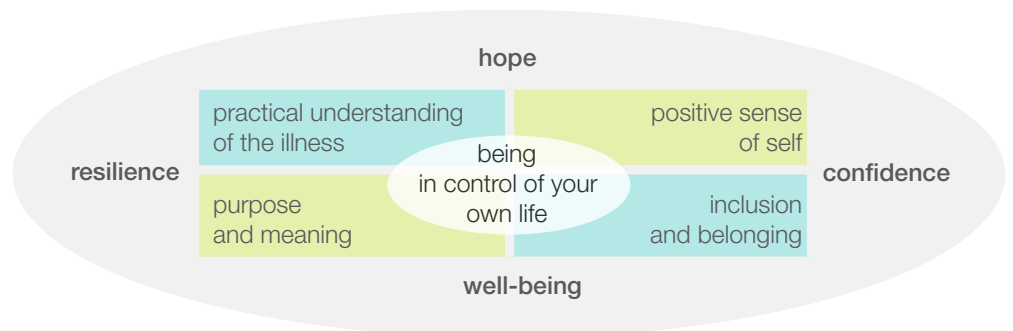 hope
practical understanding
of the illness
positive sense
of self
resilience
being
in control of your
own life
confidence
purpose
and meaning
inclusion
and belonging
well-being